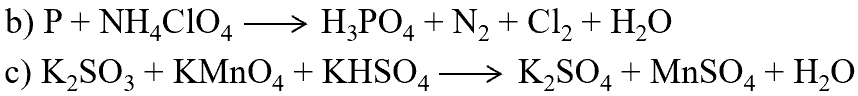 b) P + NH₄ClO₄ ⟶ H₃PO₄ + N₂ + Cl₂ + H₂O
c) K₂SO₃ + KMnO₄ + KHSO₄ ⟶ K₂SO₄ + MnSO₄ + H₂O